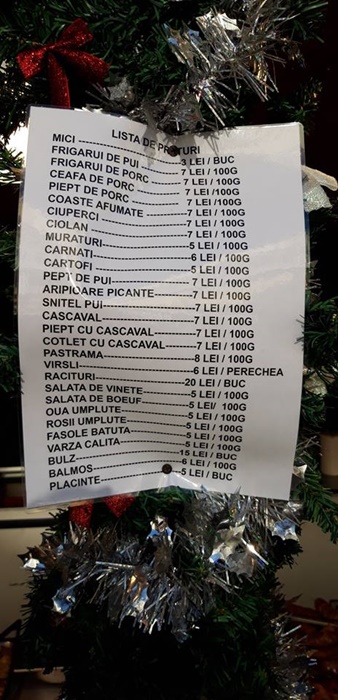 LISTA DE PRETURI
MICI ------------------------3 LEI / BUC
FRIGARUI DE PUI -----------7 LEI / 100G
FRIGARUI DE PORC ---------7 LEI / 100G
CEAFA DE PORC ------------- 7 LEI /100G
PIEPT DE PORC -------------- 7 LEI /100G
COASTE AFUMATE -----------7 LEI / 100G
CIUPERCI ---------------------7 LEI / 100G
CIOLAN -----------------------7 LEI / 100G
MURATURI---------------------5 LEI / 100G
CARNATI-----------------------6 LEI / 100G
CARTOFI ----------------------5 LEI / 100G
PEPT DE PUI------------------ 7 LEI / 100G
ARIPIOARE PICANTE----------7 LEI / 100G
SNITEL PUI--------------------7 LEI / 100G
CASCAVAL--------------------7 LEI / 100G
PIEPT CU CASCAVAL---------7 LEI / 100G
COTLET CU CASCAVAL------7 LEI / 100G
PASTRAMA--------------------8 LEI / 100G
VIRSLI-------------------------6 LEI / PERECHEA
RACITURI--------------------20 LEI / BUC
SALATA DE VINETE-----------5 LEI / 100G
SALATA DE BOEUF-----------5 LEI/ 100G
OUA UMPLUTE---------------5 LEI / 100G
ROSII UMPLUTE-------------5 LEI / 100G
FASOLE BATUTA------------5 LEI / 100G
VARZA CALITA--------------5 LEI / 100G
BULZ------------------------15 LEI / BUC
BALMOS--------------------6 LEI / 100G
PLACINTE------------------5 LEI / BUC